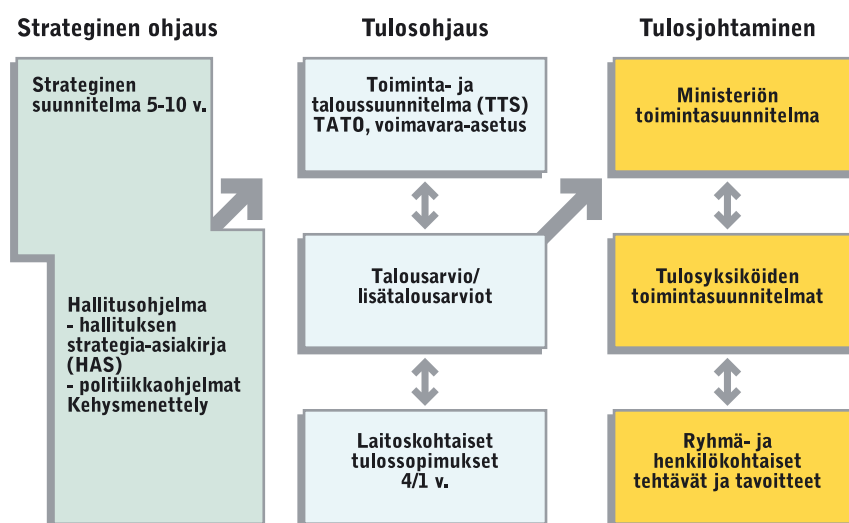 Strateginen ohjaus
Strateginen
suunnitelma 5-10 v.
Hallitusohjelma
- hallituksen
strategia-asiakirja
(HAS)
- politiikkaohjelmat
Kehysmenettely
Tulosohjaus
Toiminta- ja
taloussuunnitelma (TTS)
TATO, voimavara-asetus
Talousarvio/
lisätalousarviot
Laitoskohtaiset
tulossopimukset
4/1 v.
Tulosjohtaminen
Ministeriön
toimintasuunnitelma
Tulosyksiköiden
toimintasuunnitelmat
Ryhmä- ja
henkilökohtaiset
tehtävät ja tavoitteet